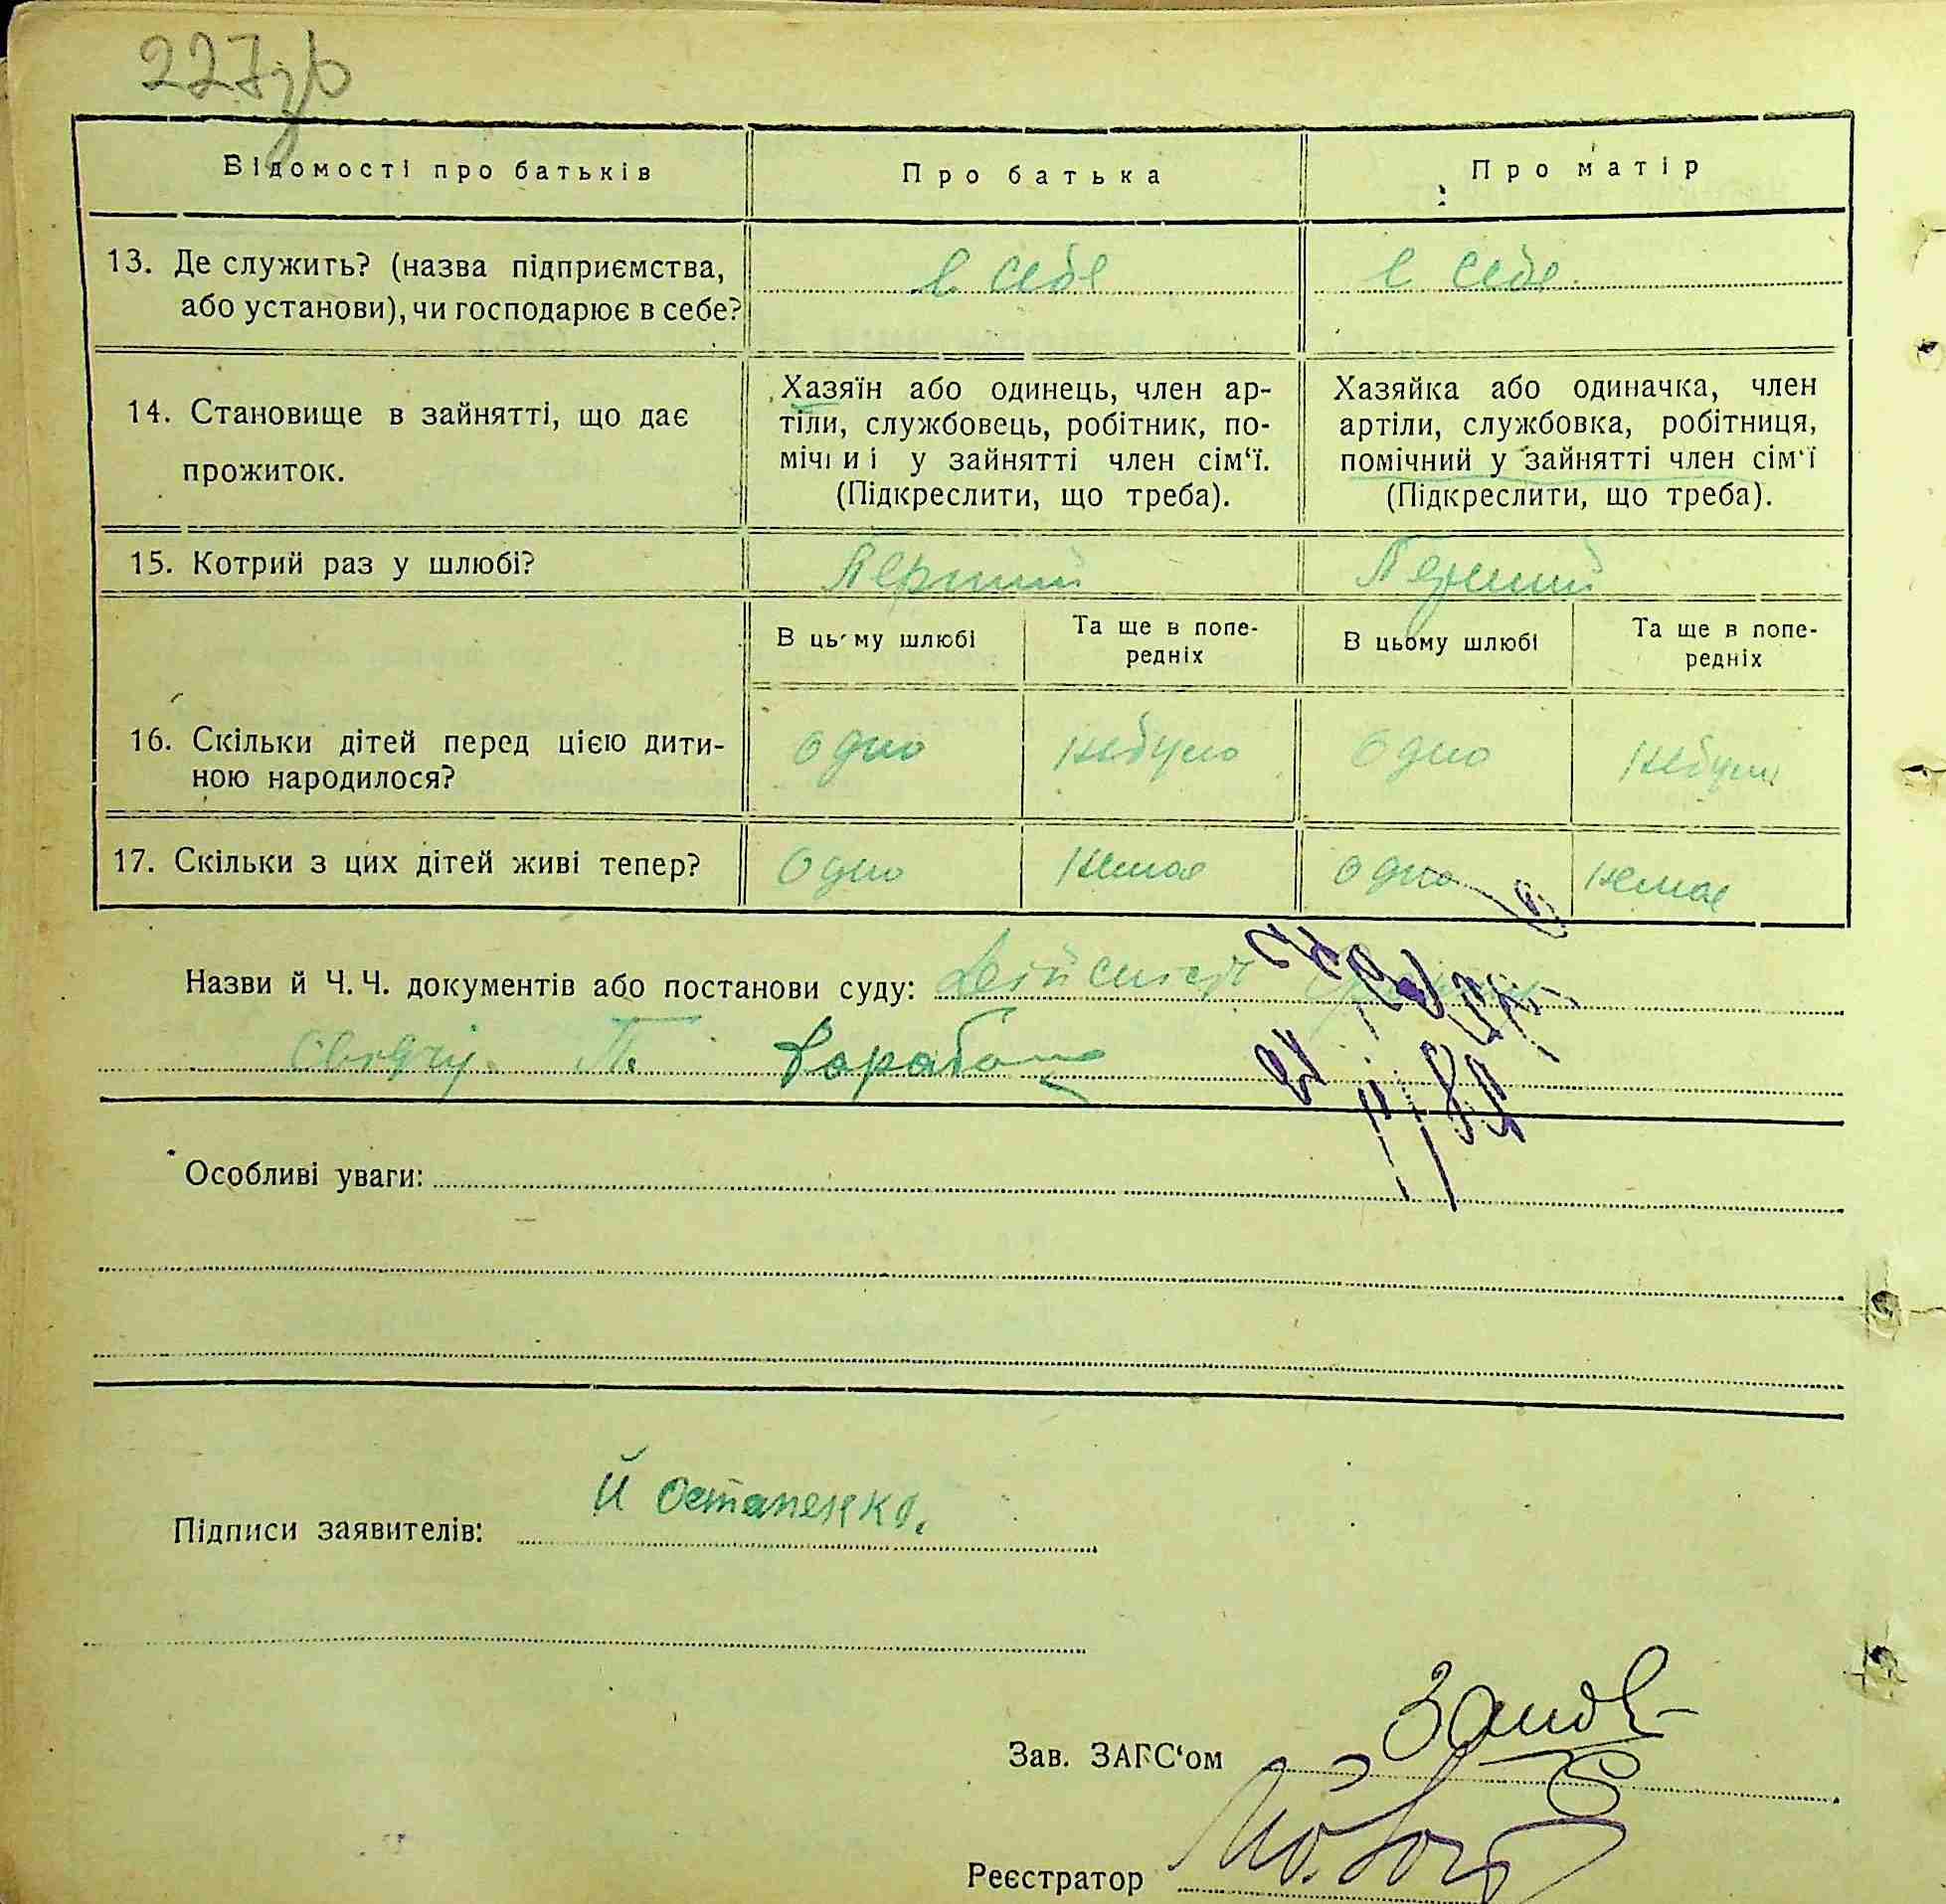 227зв
Відомості про батьків
Про батька
Про матір
13. Де служить? (назва підприємства,
або установи), чи господарює в себе?
в себе
в себе
14. Становище в зайнятті, що дає
прожиток.
Хазяїн або одинець, член ар-
тіли, службовець, робітник, по-
мічниі у зайнятті член сім‘ї.
(Підкреслити, що треба).
Хазяйка або одиначка, член
артіли, службовка, робітниця,
помічний у зайнятті член сім‘ї
(Підкреслити, що треба).
15. Котрий раз у шлюбі?
Перший
Перший
В цьому шлюбі
Та ще в попе-
редніх
В цьому шлюбі
Та ще в попе-
редніх
16. Скільки дітей перед цією дити-
ною народилося?
Одно
небуло
Одно
небуло
17. Скільки з цих дітей живі тепер?
Одно
немає
Одно
немає
Назви й Ч. Ч. документів або постанови суду: Дійсність
свідчу П.
Особливі уваги:
Підписи заявителів: Й Остапенко.
Зав. ЗАГС‘ом
Реєстратор